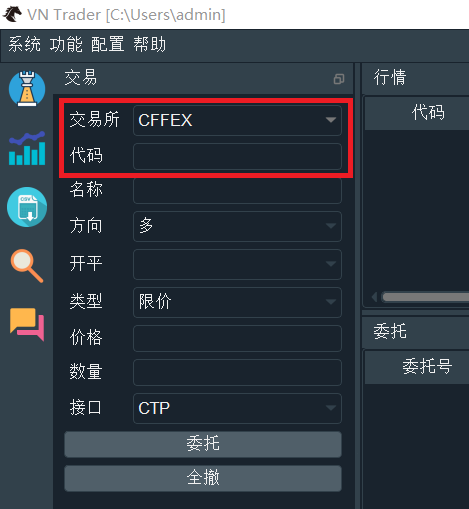 VN Trader [C:\Users\admin]
系统 功能 配置 帮助
交易
交易所 CFFEX
代码
名称
方向 多
开平
类型 限价
价格
数量
接口 CTP
委托
全撤
行情
代码
委托
委托号
CSV